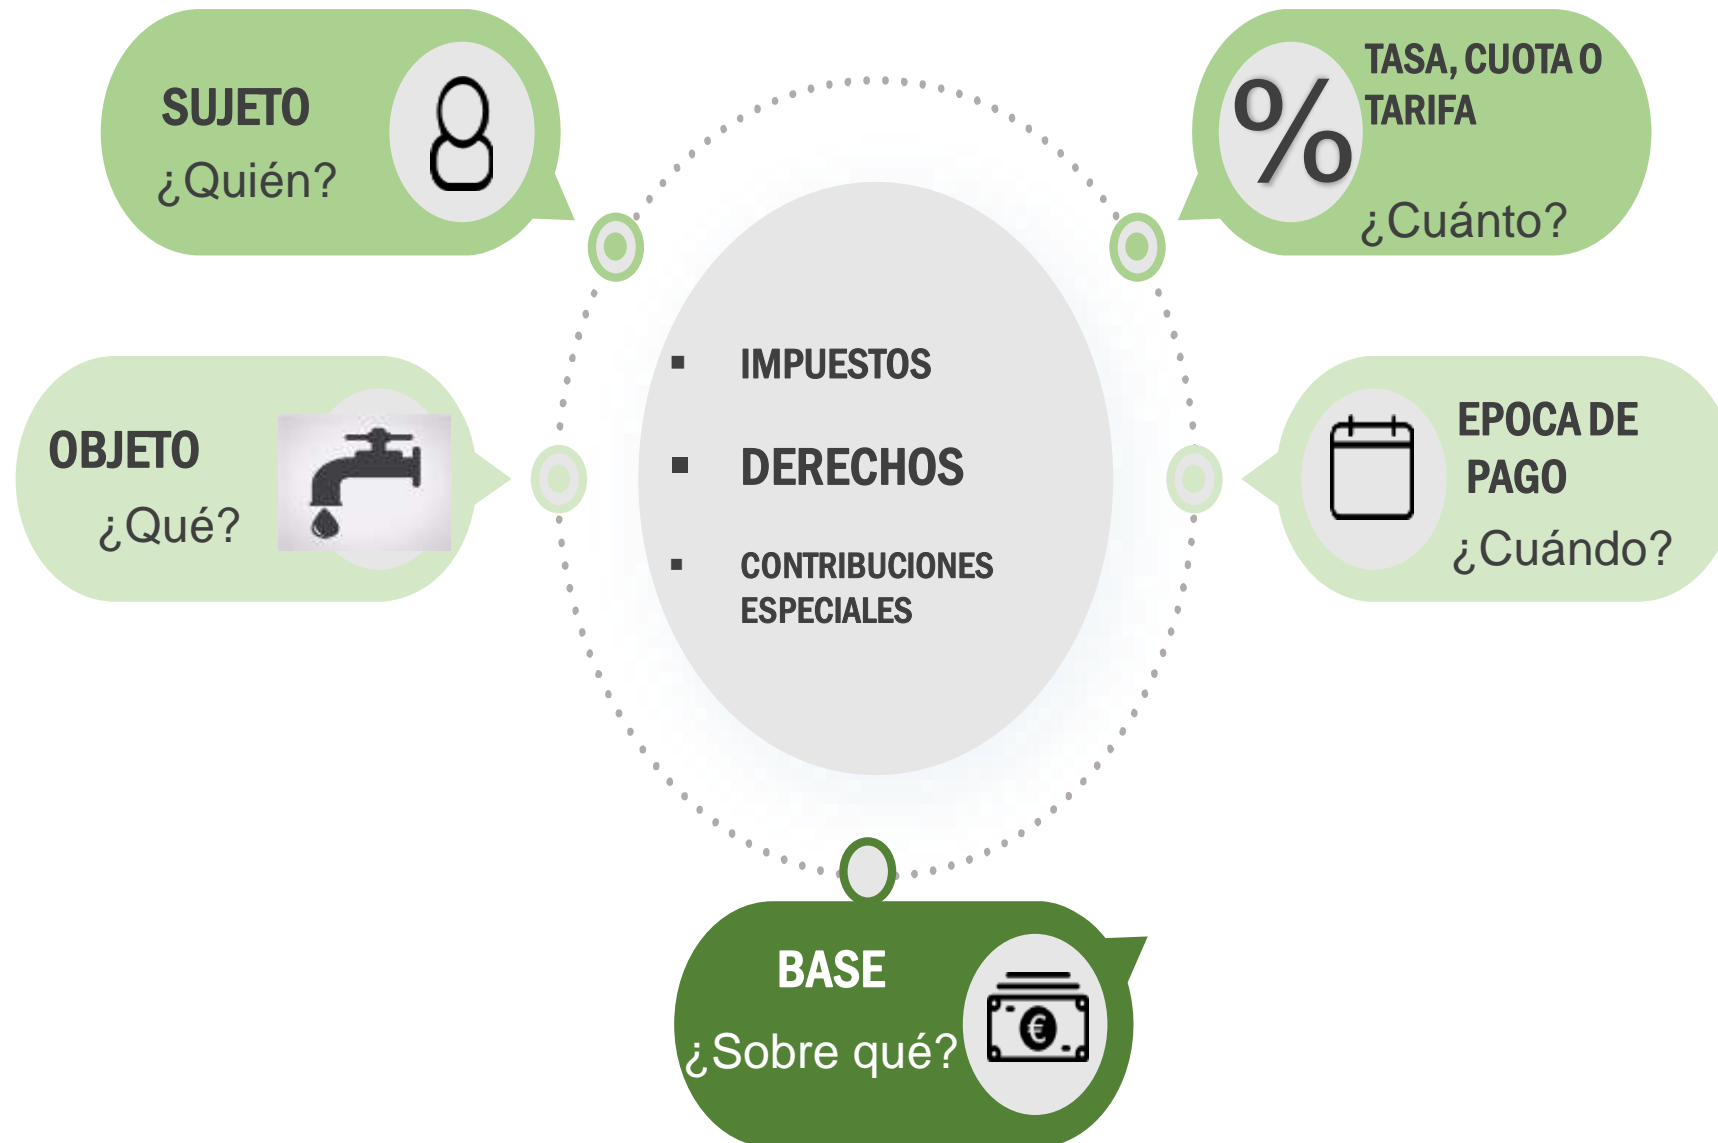 SUJETO
¿Quién?
TASA, CUOTA O
TARIFA
%
¿Cuánto?
▪ IMPUESTOS
▪ DERECHOS
▪ CONTRIBUCIONES
ESPECIALES
OBJETO
¿Qué?
EPOCA DE
PAGO
¿Cuándo?
BASE
¿Sobre qué?
€